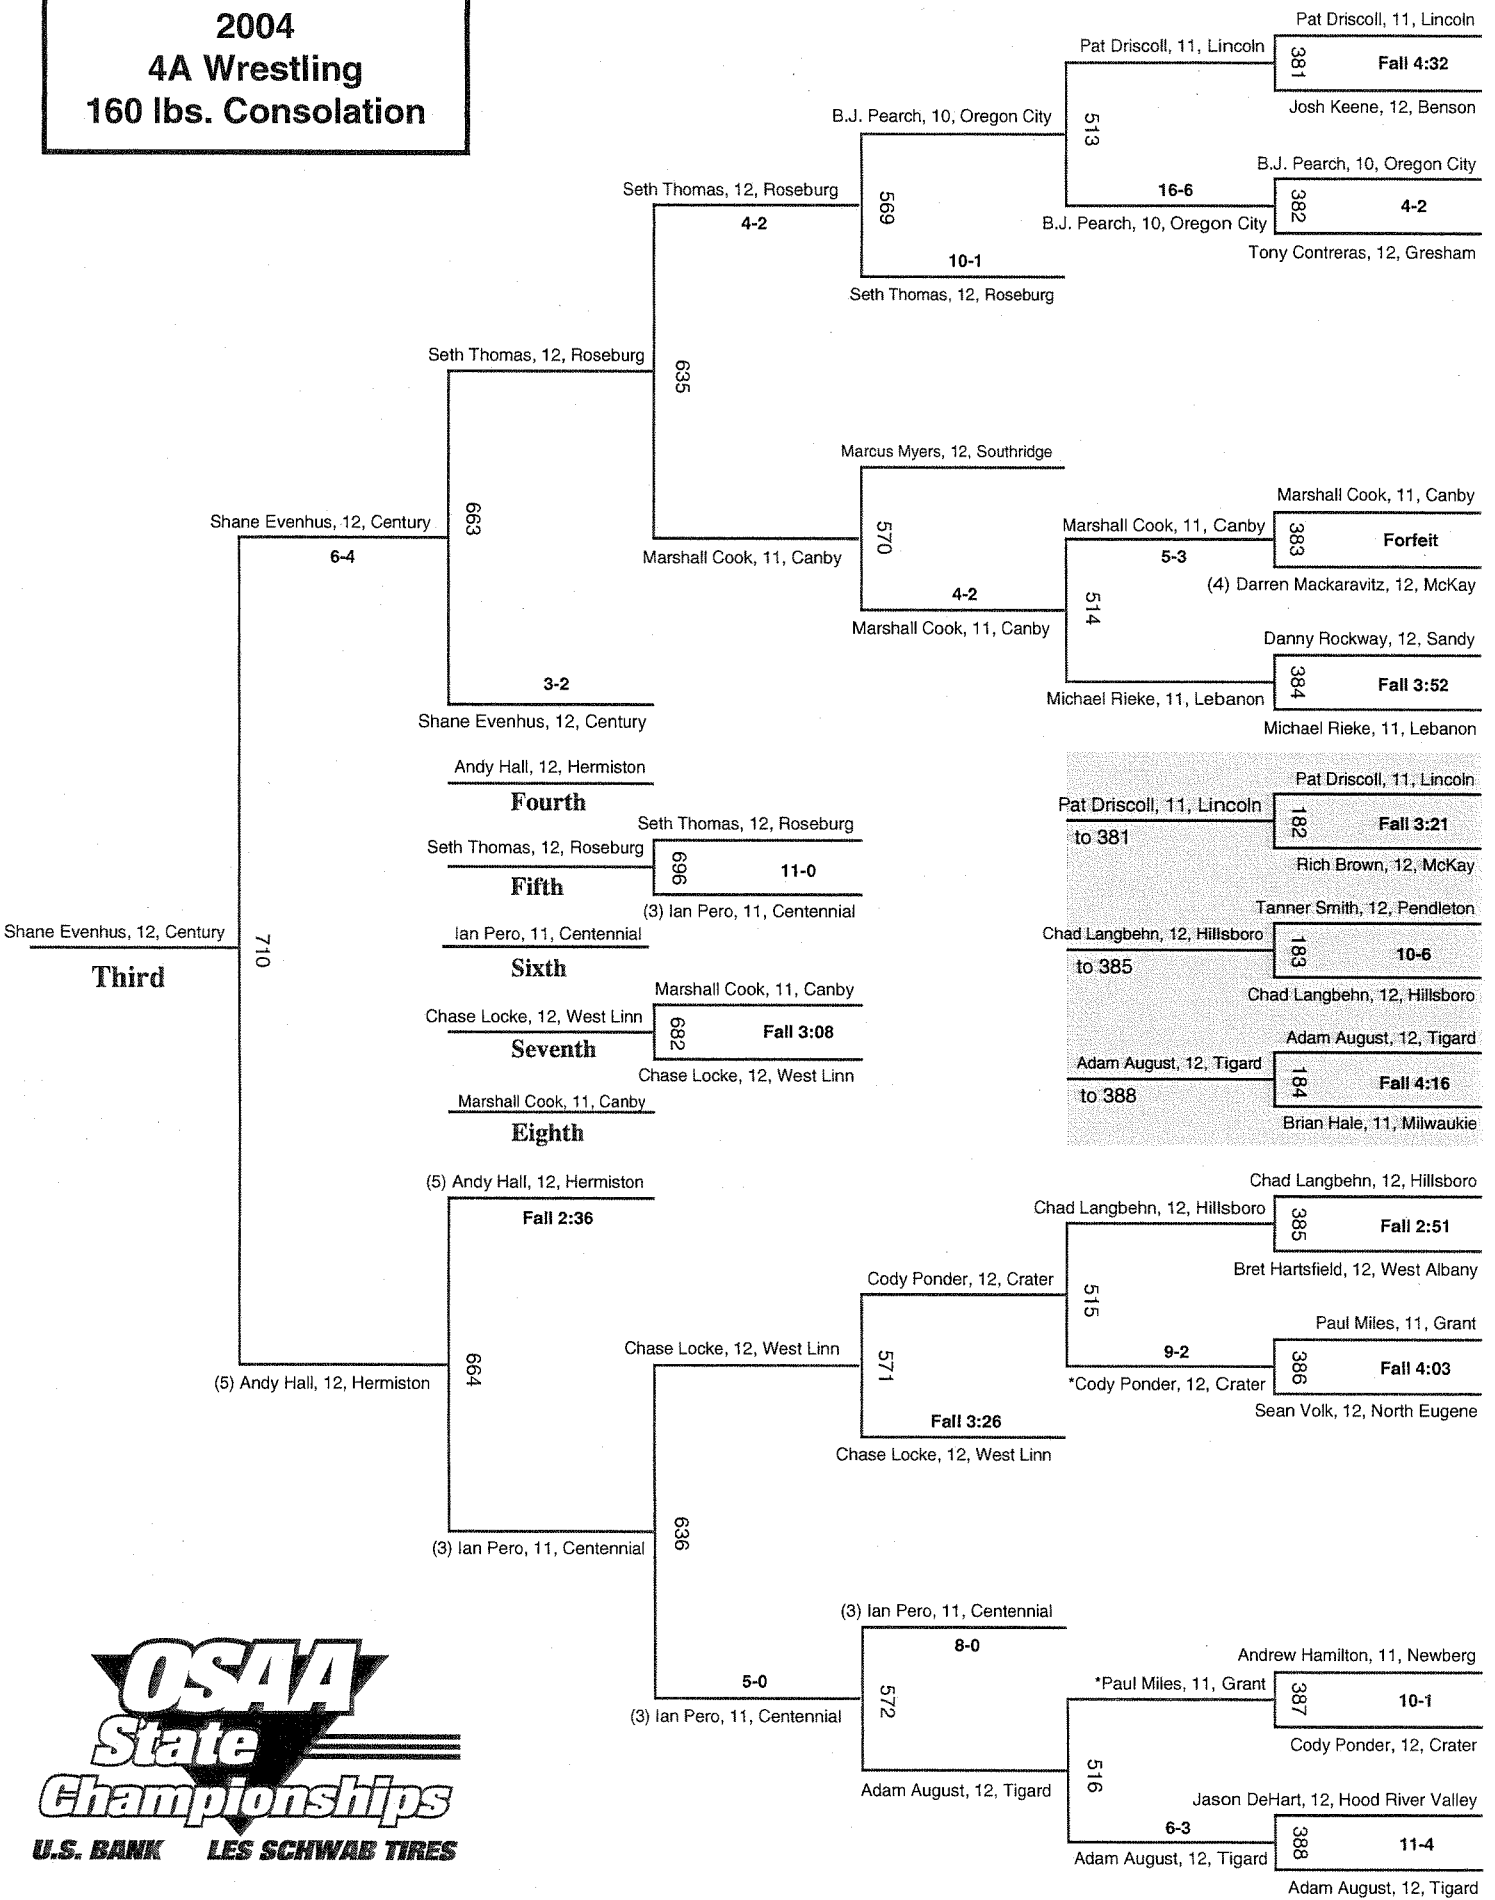 2004
4A Wrestling
160 lbs. Consolation
Pat Driscoll, 11, Lincoln
Pat Driscoll, 11, Lincoln
381
Fall 4:32
Josh Keene, 12, Benson
B.J. Pearch, 10, Oregon City
513
B.J. Pearch, 10, Oregon City
16-6
382
4-2
B.J. Pearch, 10, Oregon City
Tony Contreras, 12, Gresham
Seth Thomas, 12, Roseburg
4-2
569
10-1
Seth Thomas, 12, Roseburg
Seth Thomas, 12, Roseburg
635
Marcus Myers, 12, Southridge
570
Marshall Cook, 11, Canby
Marshall Cook, 11, Canby
Marshall Cook, 11, Canby
5-3
383
Forfeit
(4) Darren Mackaravitz, 12, McKay
4-2
Marshall Cook, 11, Canby
514
Danny Rockway, 12, Sandy
384
Fall 3:52
Michael Rieke, 11, Lebanon
Michael Rieke, 11, Lebanon
Shane Evenhus, 12, Century
6-4
663
3-2
Shane Evenhus, 12, Century
Andy Hall, 12, Hermiston
Fourth
Seth Thomas, 12, Roseburg
Seth Thomas, 12, Roseburg
Fifth
696
11-0
(3) Ian Pero, 11, Centennial
Ian Pero, 11, Centennial
Sixth
Shane Evenhus, 12, Century
Third
710
Marshall Cook, 11, Canby
Chase Locke, 12, West Linn
Seventh
682
Fall 3:08
Chase Locke, 12, West Linn
Marshall Cook, 11, Canby
Eighth
Pat Driscoll, 11, Lincoln
Pat Driscoll, 11, Lincoln
to 381
182
Fall 3:21
Rich Brown, 12, McKay
Tanner Smith, 12, Pendleton
Chad Langbehn, 12, Hillsboro
to 385
183
10-6
Chad Langbehn, 12, Hillsboro
Adam August, 12, Tigard
Adam August, 12, Tigard
to 388
184
Fall 4:16
Brian Hale, 11, Milwaukie
(5) Andy Hall, 12, Hermiston
Fall 2:36
664
(5) Andy Hall, 12, Hermiston
Chad Langbehn, 12, Hillsboro
Chad Langbehn, 12, Hillsboro
385
Fall 2:51
Bret Hartsfield, 12, West Albany
Cody Ponder, 12, Crater
515
Paul Miles, 11, Grant
9-2
386
Fall 4:03
*Cody Ponder, 12, Crater
Sean Volk, 12, North Eugene
Chase Locke, 12, West Linn
571
Fall 3:26
Chase Locke, 12, West Linn
(3) Ian Pero, 11, Centennial
636
(3) Ian Pero, 11, Centennial
8-0
5-0
(3) Ian Pero, 11, Centennial
572
Andrew Hamilton, 11, Newberg
*Paul Miles, 11, Grant
387
10-1
Cody Ponder, 12, Crater
Adam August, 12, Tigard
516
Jason DeHart, 12, Hood River Valley
6-3
388
11-4
Adam August, 12, Tigard
Adam August, 12, Tigard
OSAA
State
Championships
U.S. BANK LES SCHWAB TIRES